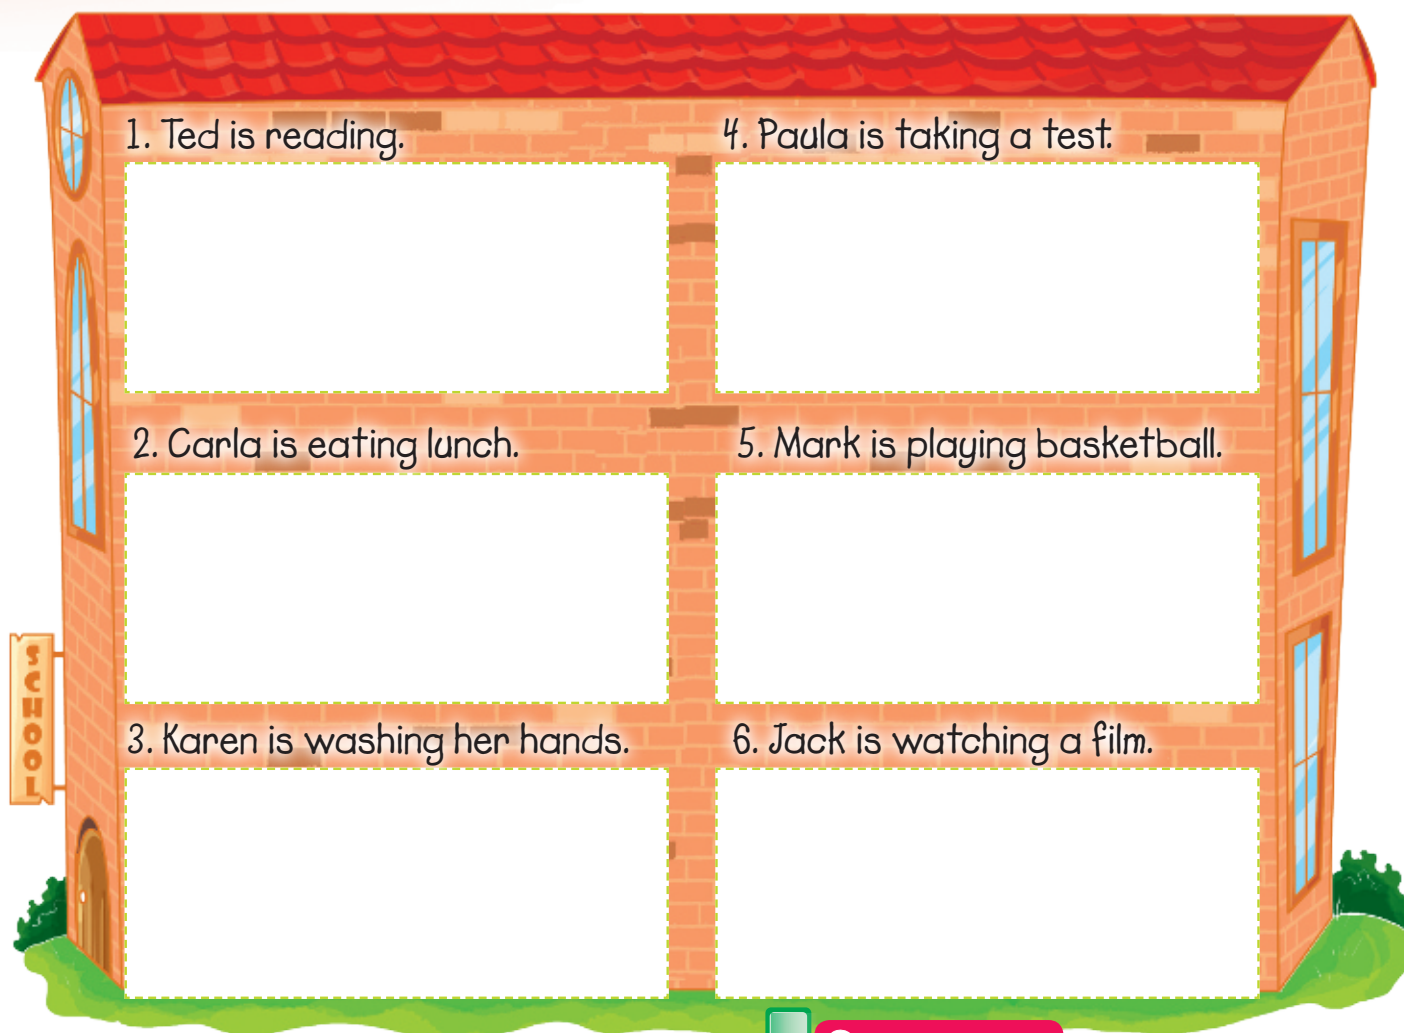 1. Ted is reading.
4. Paula is taking a test.
2. Carla is eating lunch.
5. Mark is playing basketball.
3. Karen is washing her hands.
6. Jack is watching a film.
SCHOOL